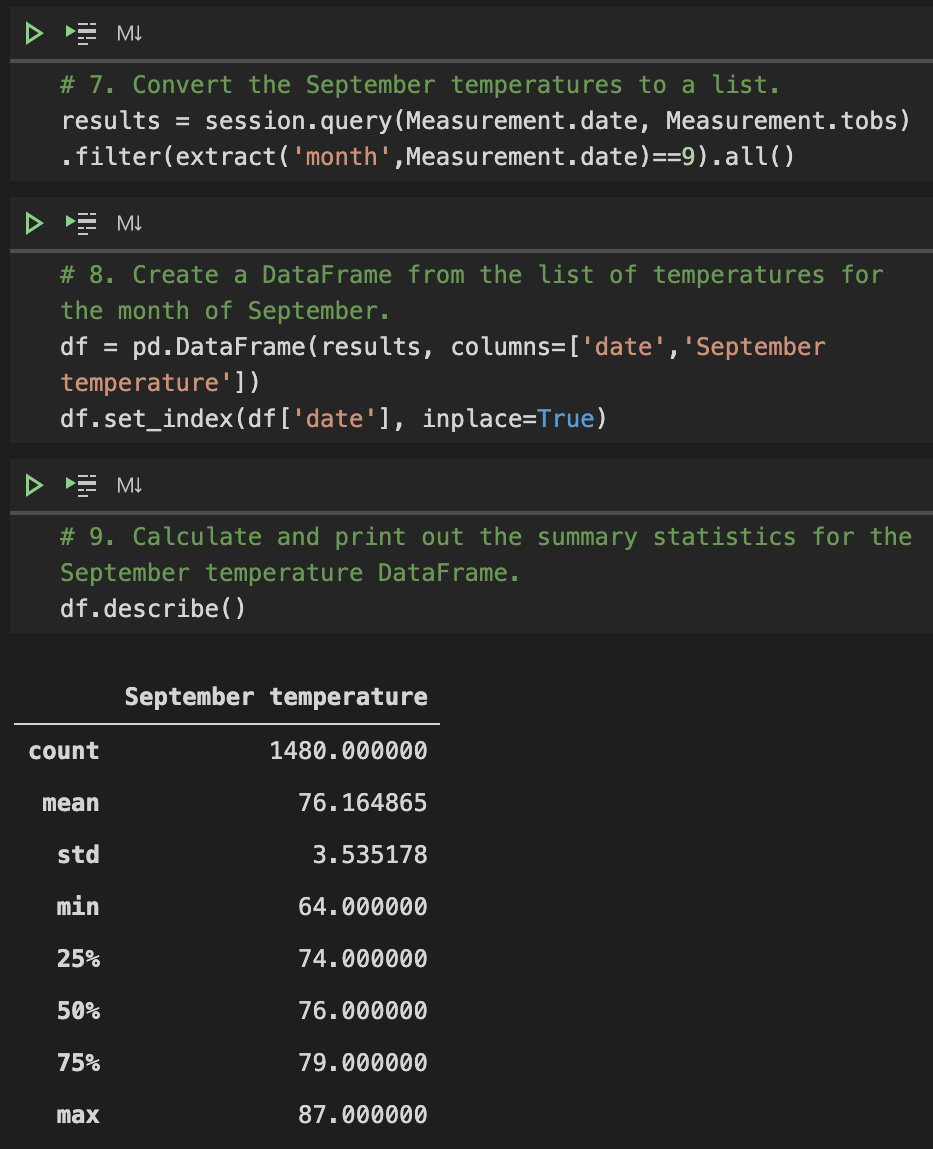 M↓
# 7. Convert the September temperatures to a list.
results = session.query(Measurement.date, Measurement.tobs)
.filter(extract('month',Measurement.date)==9).all()
M↓
# 8. Create a DataFrame from the list of temperatures for
the month of September.
df = pd.DataFrame(results, columns=['date','September
temperature'])
df.set_index(df['date'], inplace=True)
M↓
# 9. Calculate and print out the summary statistics for the
September temperature DataFrame.
df.describe()
September temperature
count 1480.000000
mean 76.164865
std 3.535178
min 64.000000
25% 74.000000
50% 76.000000
75% 79.000000
max 87.000000